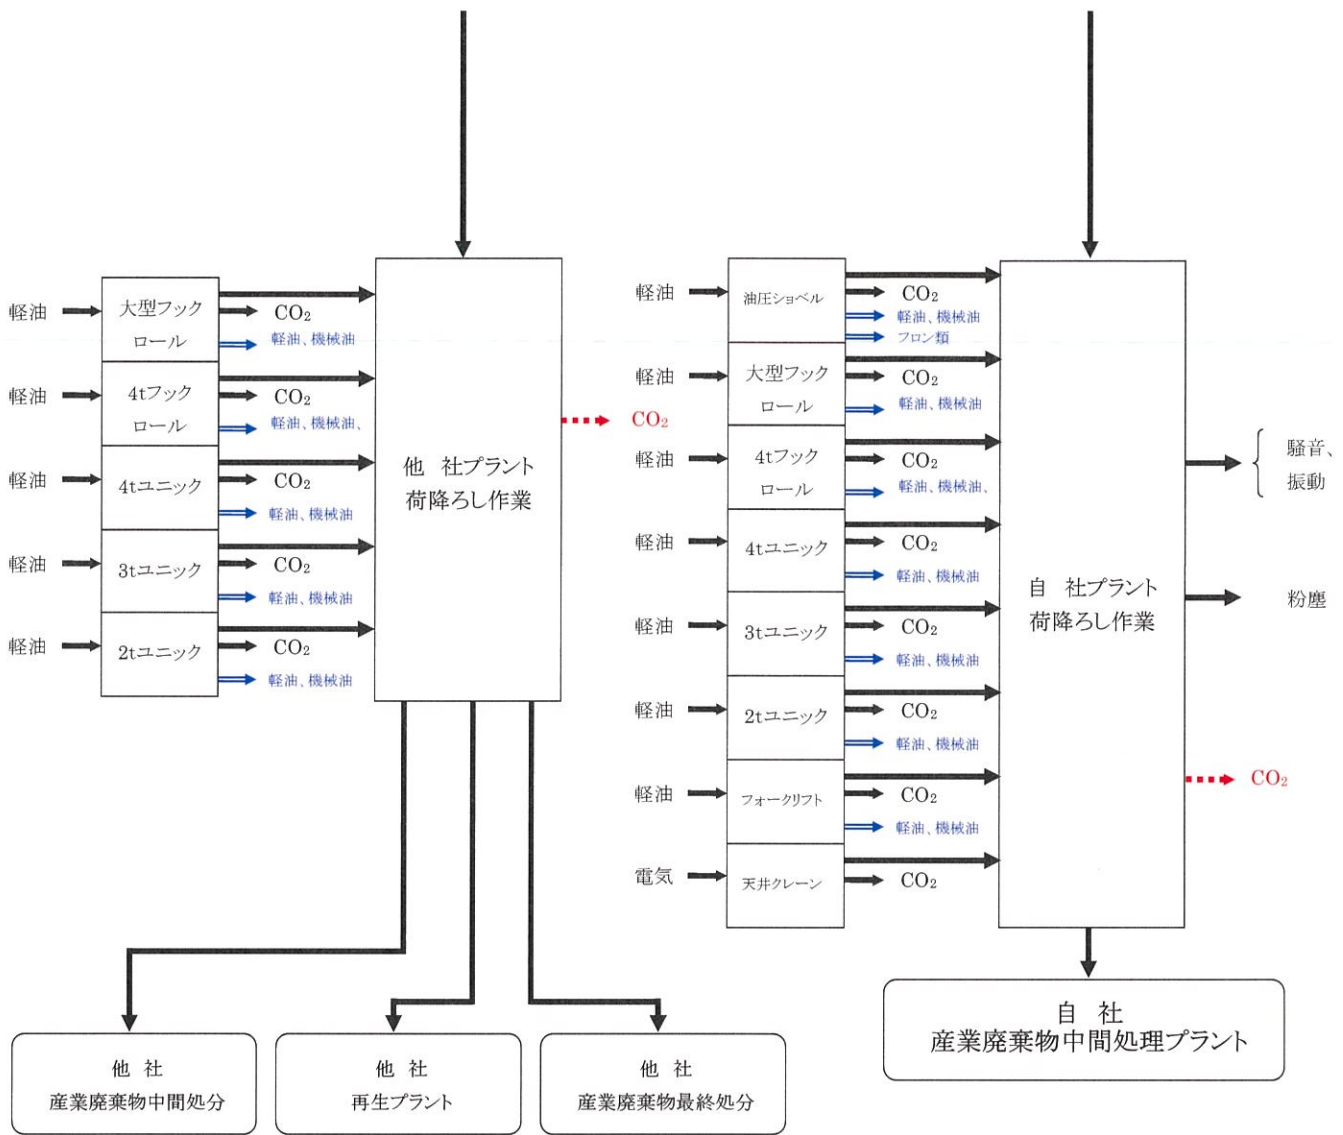 軽油
大型フック
ロール
CO₂
軽油、機械油
軽油
4tフック
ロール
CO₂
軽油、機械油、
軽油
4tユニック
CO₂
軽油、機械油
軽油
3tユニック
CO₂
軽油、機械油
軽油
2tユニック
CO₂
軽油、機械油
他 社プラント
荷降ろし作業
CO₂
他 社
産業廃棄物中間処分
他 社
再生プラント
他 社
産業廃棄物最終処分
軽油
油圧ショベル
CO₂
軽油、機械油
フロン類
軽油
大型フック
ロール
CO₂
軽油、機械油
軽油
4tフック
ロール
CO₂
軽油、機械油、
軽油
4tユニック
CO₂
軽油、機械油
軽油
3tユニック
CO₂
軽油、機械油
軽油
2tユニック
CO₂
軽油、機械油
軽油
フォークリフト
CO₂
軽油、機械油
電気
天井クレーン
CO₂
自 社プラント
荷降ろし作業
騒音、
振動
粉塵
CO₂
自 社
産業廃棄物中間処理プラント